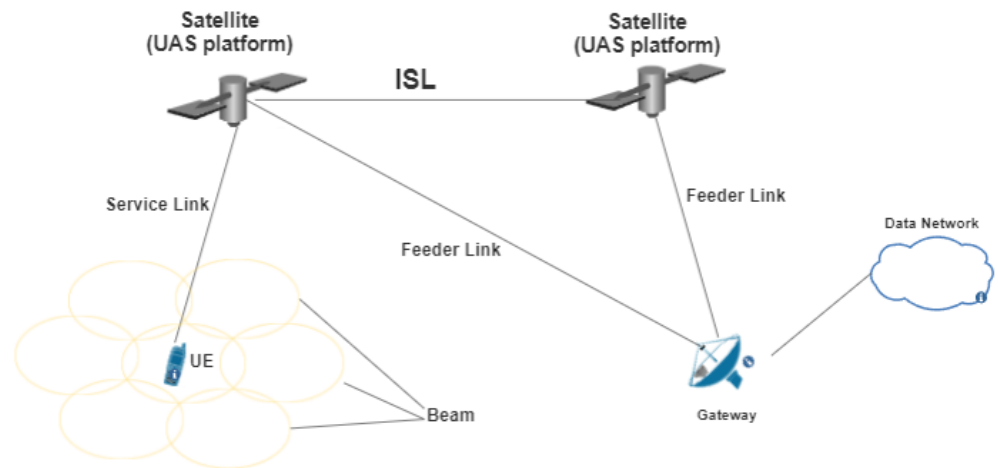 Satellite
(UAS platform)
Satellite
(UAS platform)
ISL
Service Link
Feeder Link
Feeder Link
Data Network
UE
Beam
Gateway